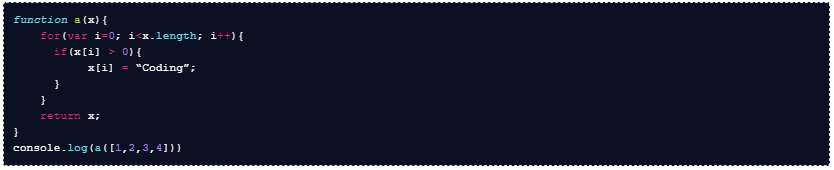 function a(x){
for(var i=0; i<x.length; i++){
if(x[i] > 0){
x[i] = “Coding”;
}
}
return x;
}
console.log(a([1,2,3,4]))